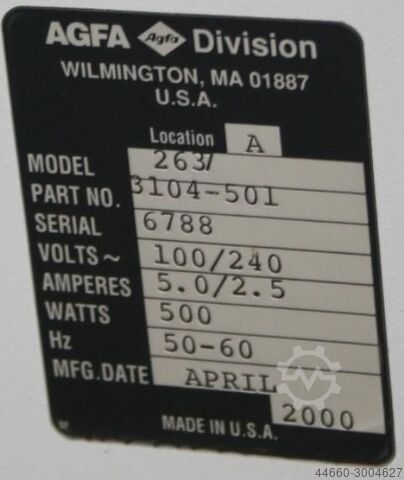 AGFA Agfa Division
WILMINGTON, MA 01887
U.S.A.
Location A
MODEL 263/
PART NO. 3104-501
SERIAL 6788
VOLTS~ 100/240
AMPERES 5.0/2.5
WATTS 500
Hz 50-60
MFG.DATE APRIL
2000
MADE IN U.S.A.
44660-3004627